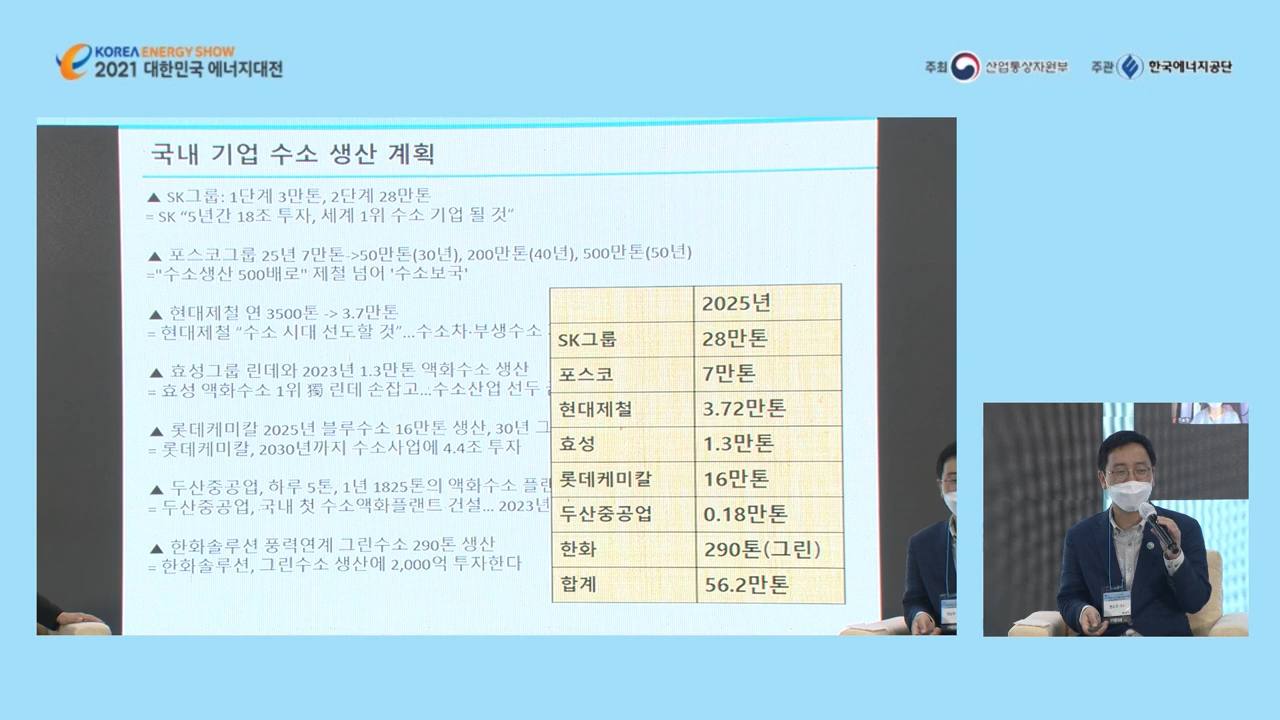 KOREA ENERGY SHOW
2021 대한민국 에너지대전
주최 산업통상자원부 주관 한국에너지공단
국내 기업 수소 생산 계획
▲ SK그룹: 1단계 3만톤, 2단계 28만톤
= SK “5년간 18조 투자, 세계 1위 수소 기업 될 것”
▲ 포스코그룹 25년 7만톤->50만톤(30년), 200만톤(40년), 500만톤(50년)
="수소생산 500배로" 제철 넘어 '수소보국'
▲ 현대제철 연 3500톤 -> 3.7만톤
= 현대제철 “수소 시대 선도할 것”…수소차·부생수소
▲ 효성그룹 린데와 2023년 1.3만톤 액화수소 생산
= 효성 액화수소 1위 獨 린데 손잡고…수소산업 선두
▲ 롯데케미칼 2025년 블루수소 16만톤 생산, 30년 그
= 롯데케미칼, 2030년까지 수소사업에 4.4조 투자
▲ 두산중공업, 하루 5톤, 1년 1825톤의 액화수소 플랜
= 두산중공업, 국내 첫 수소액화플랜트 건설... 2023년
▲ 한화솔루션 풍력연계 그린수소 290톤 생산
= 한화솔루션, 그린수소 생산에 2,000억 투자한다
2025년
SK그룹 28만톤
포스코 7만톤
현대제철 3.72만톤
효성 1.3만톤
롯데케미칼 16만톤
두산중공업 0.18만톤
한화 290톤(그린)
합계 56.2만톤